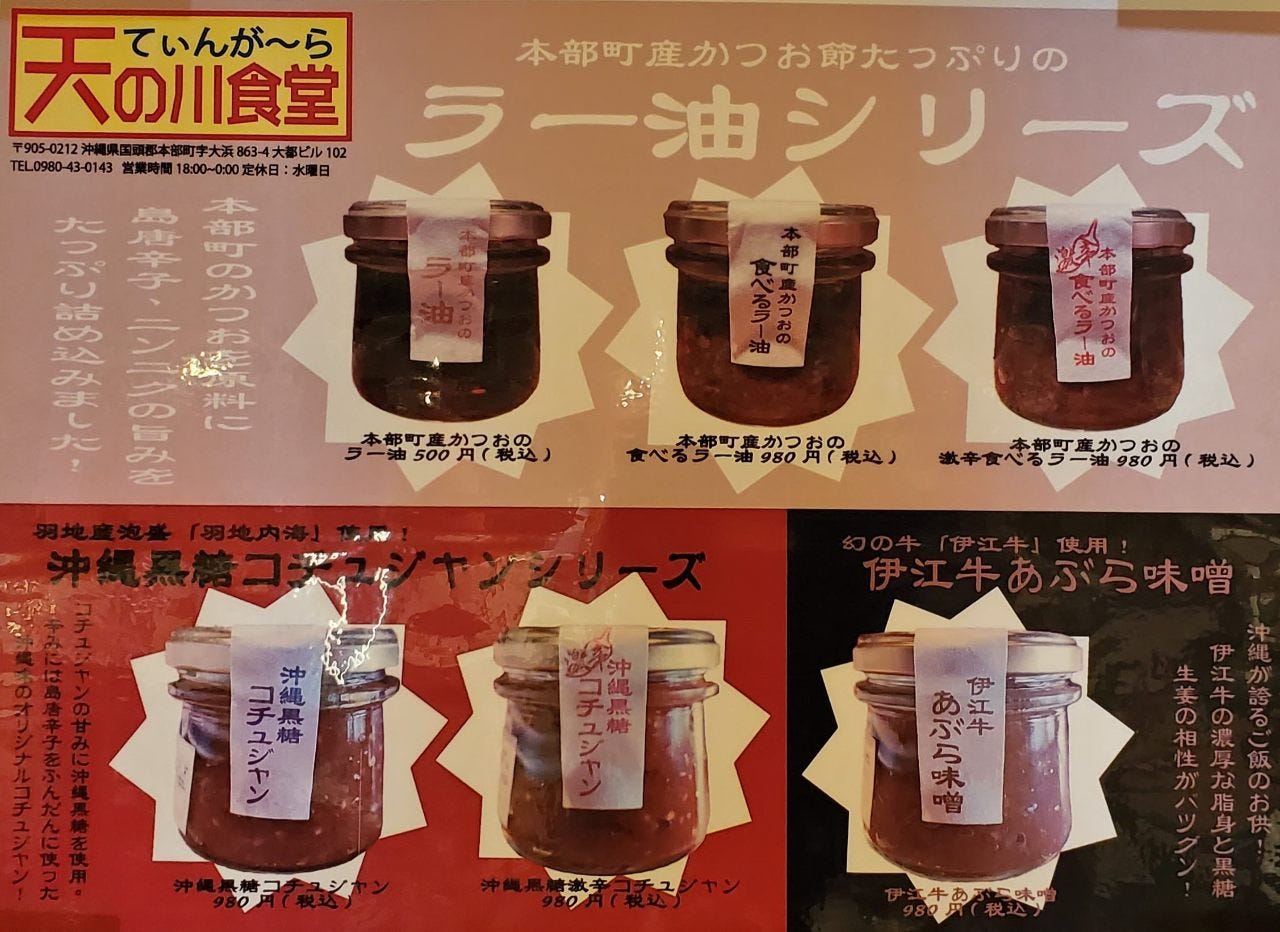 てぃんが〜ら
天の川食堂
〒905-0212 沖縄県国頭郡本部町字大浜 863-4 大都ビル 102
TEL.0980-43-0143 営業時間 18:00~0:00 定休日：水曜日
本部町産かつお節たっぷりの
ラー油シリーズ
本部町のかつおを原料に
島唐辛子、ニンニクの旨みを
たっぷり詰め込みました！
本部町産かつおの
ラー油
本部町産かつおの
食べるラー油
激辛
本部町産かつおの
食べるラー油
本部町産かつおの
ラー油 500 円（税込）
本部町産かつおの
食べるラー油 980 円（税込）
本部町産かつおの
激辛食べるラー油 980 円（税込）
羽地産泡盛「羽地内海」使用！
沖縄黒糖コチュジャンシリーズ
コチュジャンの甘みに沖縄黒糖を使用。
辛みには島唐辛子をふんだんに使った
沖縄味のオリジナルコチュジャン！
沖縄黒糖
コチュジャン
激辛
沖縄黒糖
コチュジャン
沖縄黒糖コチュジャン
980 円（税込）
沖縄黒糖激辛コチュジャン
980 円（税込）
幻の牛「伊江牛」使用！
伊江牛あぶら味噌
沖縄が誇るご飯のお供！
伊江牛の濃厚な脂身と黒糖
生姜の相性がバツグン！
伊江牛
あぶら味噌
伊江牛あぶら味噌
980 円（税込）